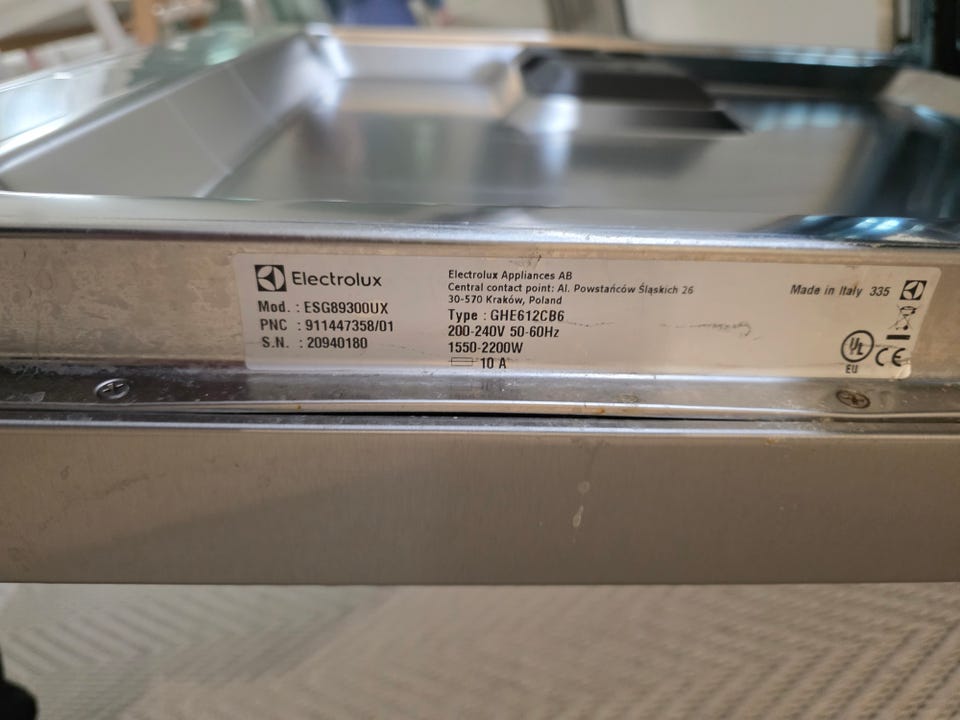 Electrolux
Mod. : ESG89300UX
PNC : 911447358/01
S.N. : 20940180
Electrolux Appliances AB
Central contact point: Al. Powstańców Śląskich 26
30-570 Kraków, Poland
Type : GHE612CB6
200-240V 50-60Hz
1550-2200W
10 A
Made in Italy 335
UL
EU
CE